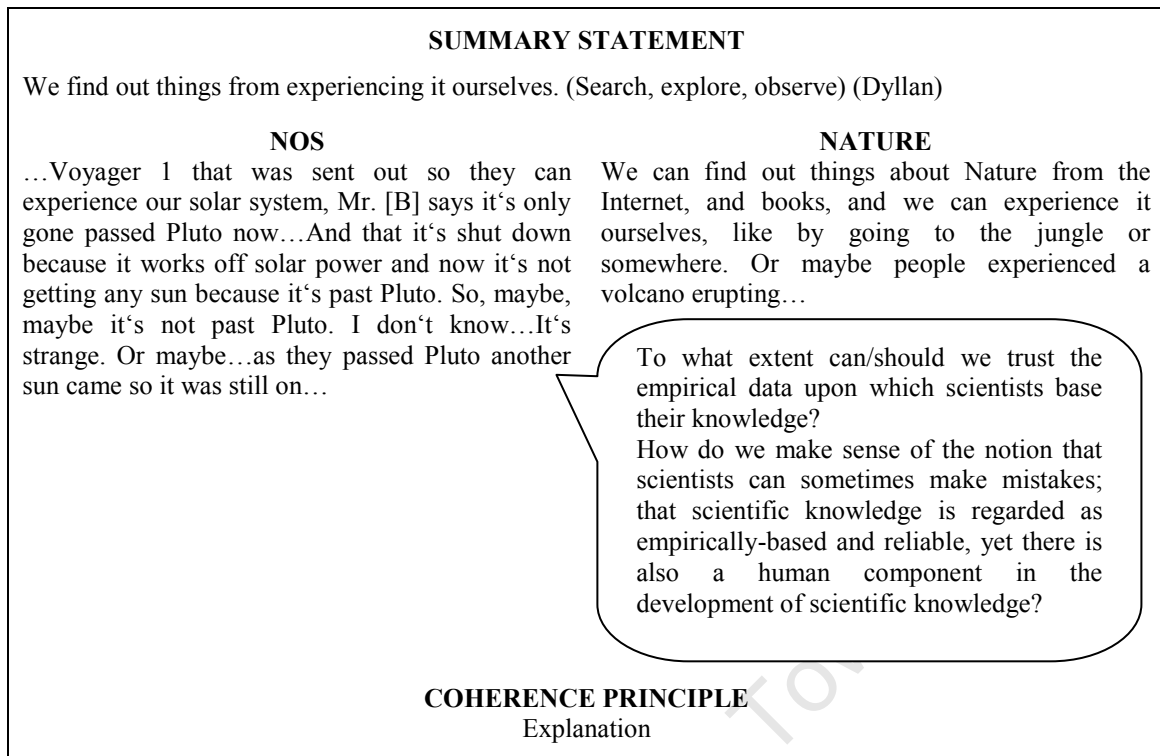 SUMMARY STATEMENT
We find out things from experiencing it ourselves. (Search, explore, observe) (Dyllan)
NOS
…Voyager 1 that was sent out so they can
experience our solar system, Mr. [B] says it‘s only
gone passed Pluto now…And that it‘s shut down
because it works off solar power and now it‘s not
getting any sun because it‘s past Pluto. So, maybe,
maybe it‘s not past Pluto. I don‘t know…It‘s
strange. Or maybe…as they passed Pluto another
sun came so it was still on…
NATURE
We can find out things about Nature from the
Internet, and books, and we can experience it
ourselves, like by going to the jungle or
somewhere. Or maybe people experienced a
volcano erupting…
To what extent can/should we trust the
empirical data upon which scientists base
their knowledge?
How do we make sense of the notion that
scientists can sometimes make mistakes;
that scientific knowledge is regarded as
empirically-based and reliable, yet there is
also a human component in the
development of scientific knowledge?
COHERENCE PRINCIPLE
Explanation